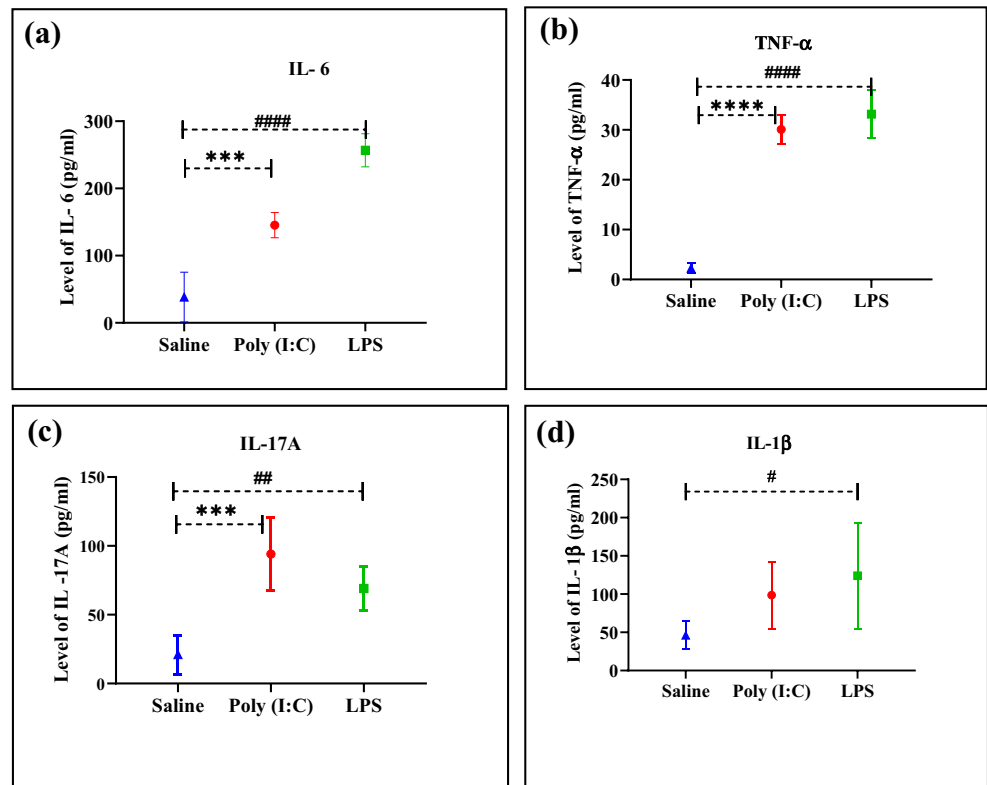 (a)
IL- 6
Level of IL- 6 (pg/ml)
300
200
100
0
####
***
Saline Poly (I:C) LPS
(b)
TNF-α
Level of TNF-α (pg/ml)
40
30
20
10
0
####
****
Saline Poly (I:C) LPS
(c)
IL-17A
Level of IL -17A (pg/ml)
150
100
50
0
##
***
Saline Poly (I:C) LPS
(d)
IL-1β
Level of IL- 1β (pg/ml)
250
200
150
100
50
0
#
Saline Poly (I:C) LPS